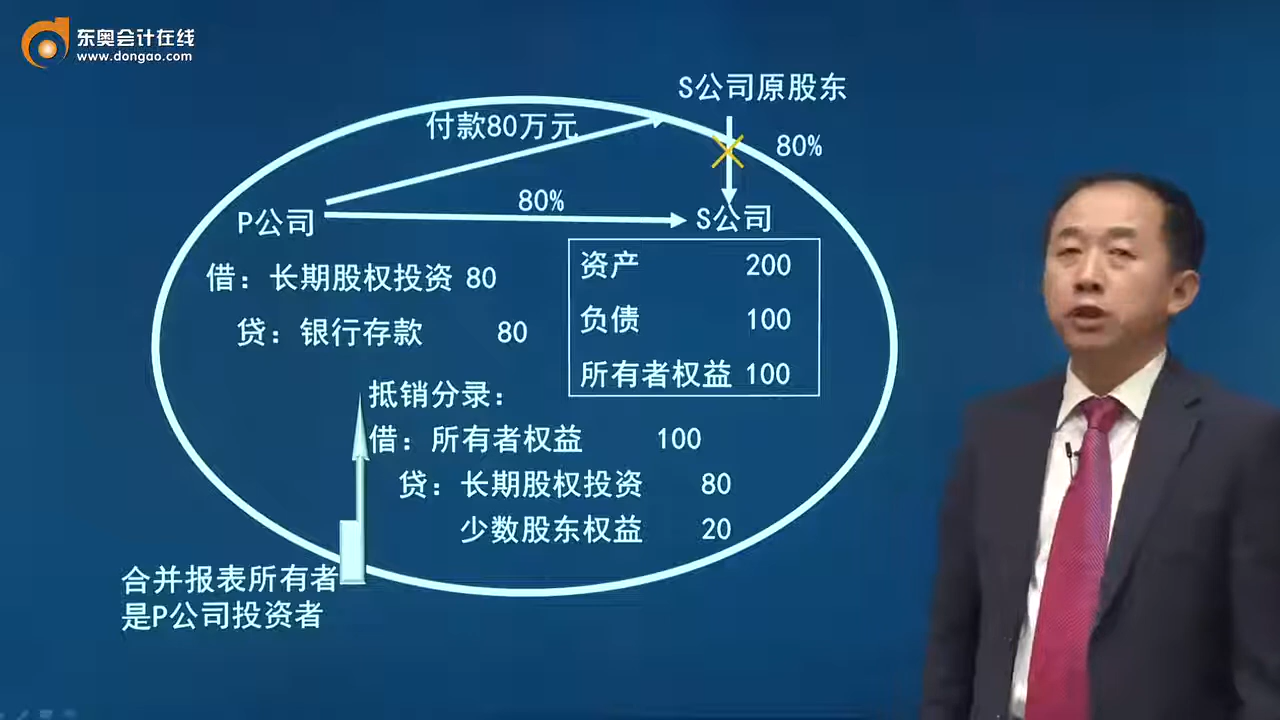 东奥会计在线
www.dongao.com
S公司原股东
付款80万元
80%
80%
P公司
S公司
借：长期股权投资 80
贷：银行存款 80
资产 200
负债 100
所有者权益 100
抵销分录：
借：所有者权益 100
贷：长期股权投资 80
少数股东权益 20
合并报表所有者
是P公司投资者